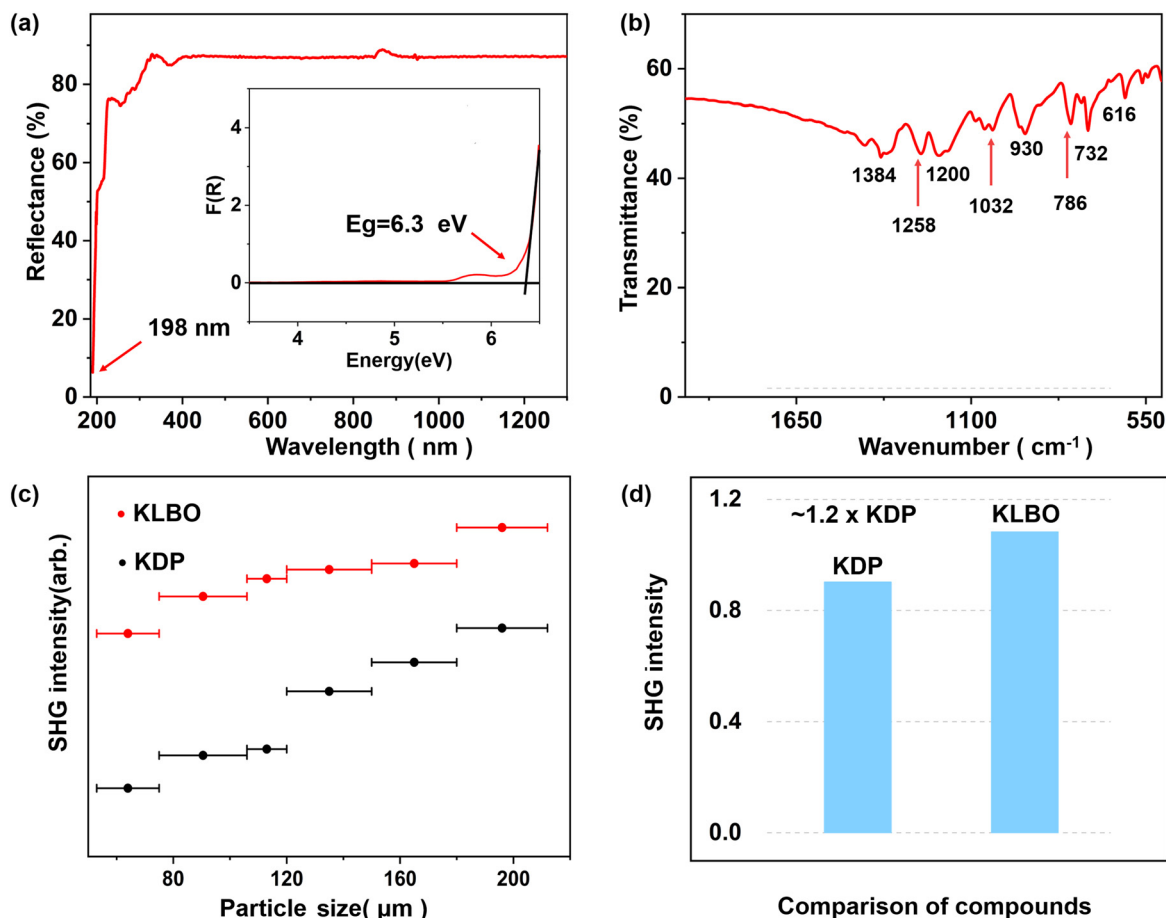 (a)
80
60
40
20
0
Reflectance (%)
198 nm
4
2
0
F(R)
Eg=6.3 eV
4
5
6
Energy(eV)
200
400
600
800
1000
1200
Wavelength ( nm )
(b)
60
40
20
0
Transmittance (%)
1384
1258
1200
1032
930
786
732
616
1650
1100
550
Wavenumber ( cm-1 )
(c)
KLBO
KDP
SHG intensity(arb.)
80
120
160
200
Particle size( μm )
(d)
1.2
0.8
0.4
0.0
SHG intensity
~1.2 x KDP
KDP
KLBO
Comparison of compounds